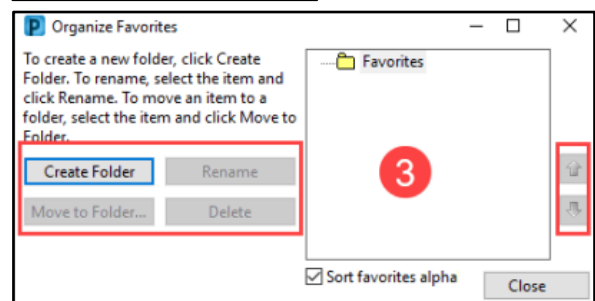 P Organize Favorites
To create a new folder, click Create
Folder. To rename, select the item and
click Rename. To move an item to a
folder, select the item and click Move to
Folder.
Create Folder
Rename
Move to Folder...
Delete
Favorites
3
Sort favorites alpha
Close